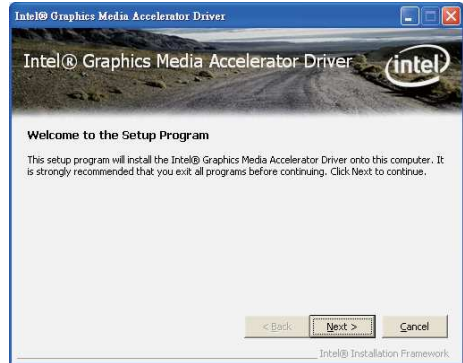 Intel® Graphics Media Accelerator Driver
Intel® Graphics Media Accelerator Driver
intel
Welcome to the Setup Program
This setup program will install the Intel® Graphics Media Accelerator Driver onto this computer. It
is strongly recommended that you exit all programs before continuing. Click Next to continue.
< Back Next > Cancel
Intel® Installation Framework